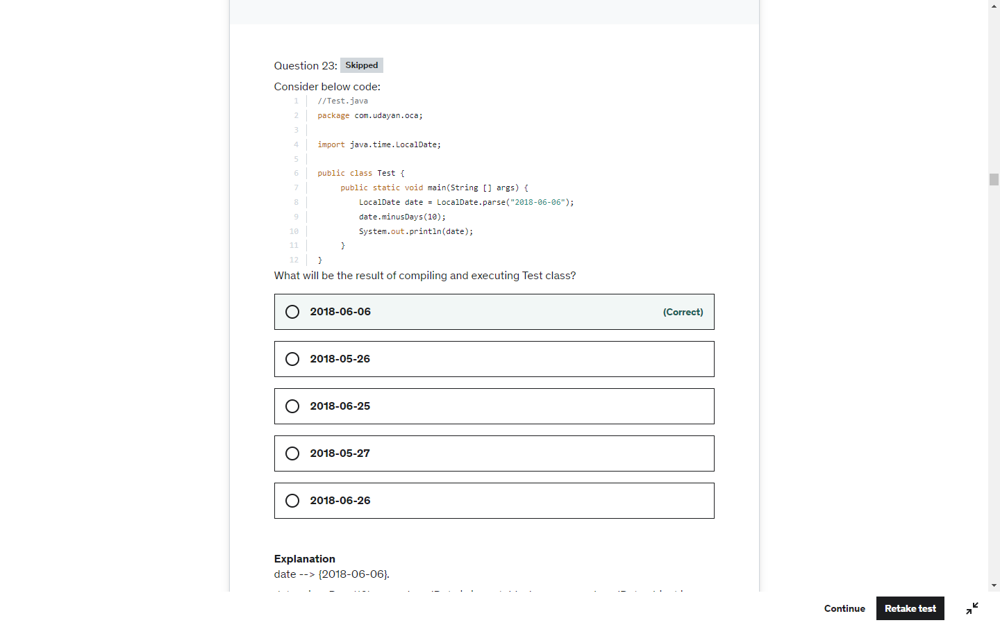 Question 23: Skipped
Consider below code:
1 //Test.java
2 package com.udayan.oca;
3
4 import java.time.LocalDate;
5
6 public class Test {
7 public static void main(String [] args) {
8 LocalDate date = LocalDate.parse("2018-06-06");
9 date.minusDays(10);
10 System.out.println(date);
11 }
12 }
What will be the result of compiling and executing Test class?
2018-06-06 (Correct)
2018-05-26
2018-06-25
2018-05-27
2018-06-26
Explanation
date --> {2018-06-06}.
Continue Retake test